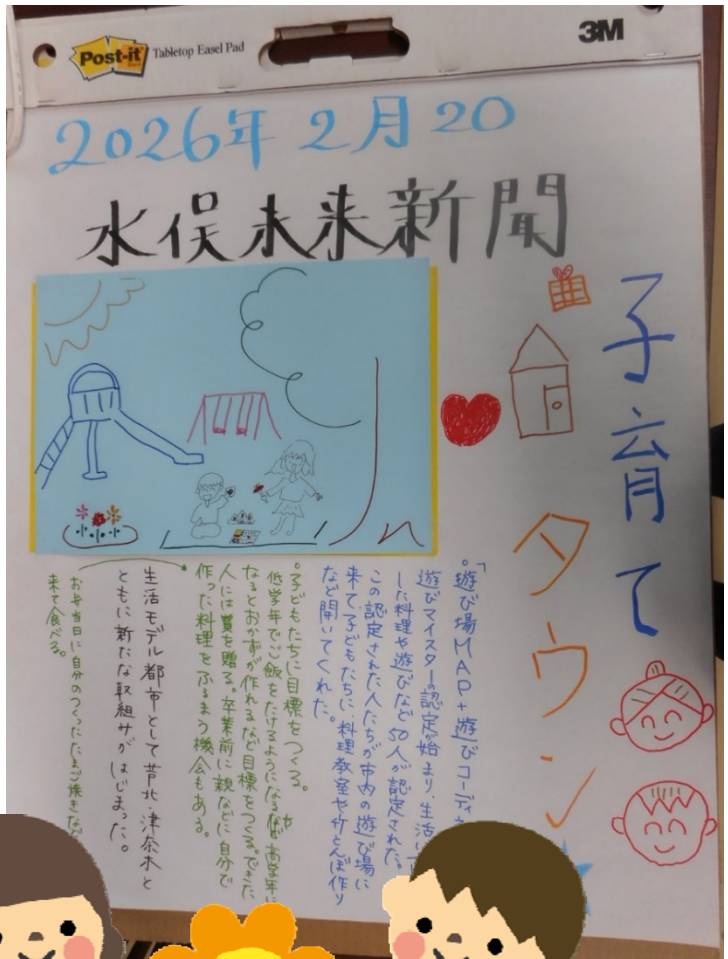 Post-it
Tabletop Easel Pad
3M
2026年 2月 20
水俣未来新聞
子育て
タウン
「遊び場MAP+遊びコーディ
遊びマイスターの認定が始まり、生活に
した料理や遊びなど50人が認定された。
この認定された人たちが市内の遊び場に
来て、子どもたちに料理教室や竹とんぼ作り
など開いてくれた。
・子どもたちに目標をつくる。
低学年でご飯をたけるようになる 高学年に
なるとおかずが作れるなど目標をつくる。できた
人には賞を贈る。卒業前に親などに自分で
作った料理をふるまう機会もある。
生活モデル都市として芦北、津奈木と
ともに新たな取組サがはじまった。
お弁当日に自分のつくったたまご焼きなど
来て食べる。